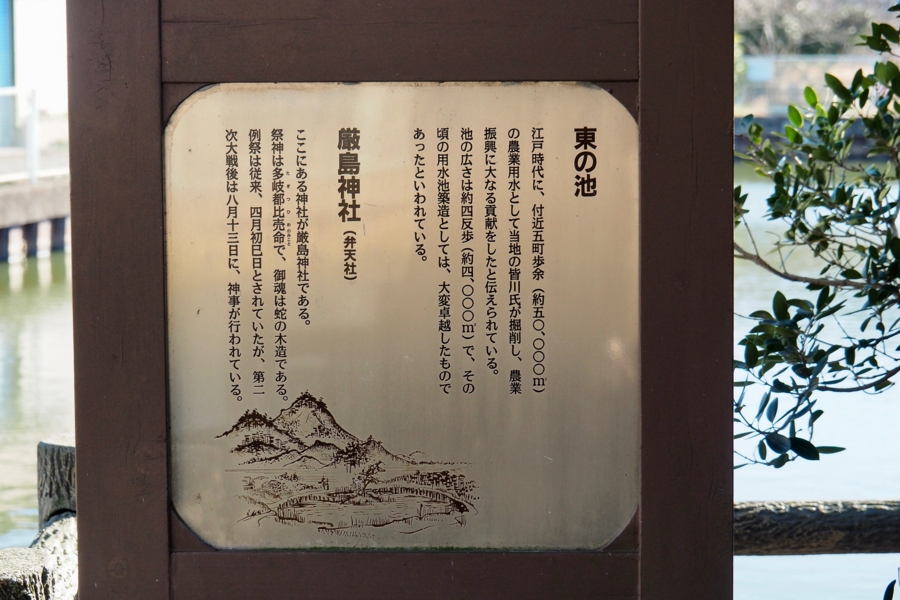 東の池
江戸時代に、付近五町歩余（約五〇、〇〇〇㎡）
の農業用水として当地の皆川氏が掘削し、農業
振興に大なる貢献をしたと伝えられている。
池の広さは約四反歩（約四、〇〇〇㎡）で、その
頃の用水池築造としては、大変卓越したもので
あったといわれている。
厳島神社（弁天社）
ここにある神社が厳島神社である。
祭神は多岐都比売命で、御魂は蛇の木造である。
例祭は従来、四月初巳日とされていたが、第二
次大戦後は八月十三日に、神事が行われている。